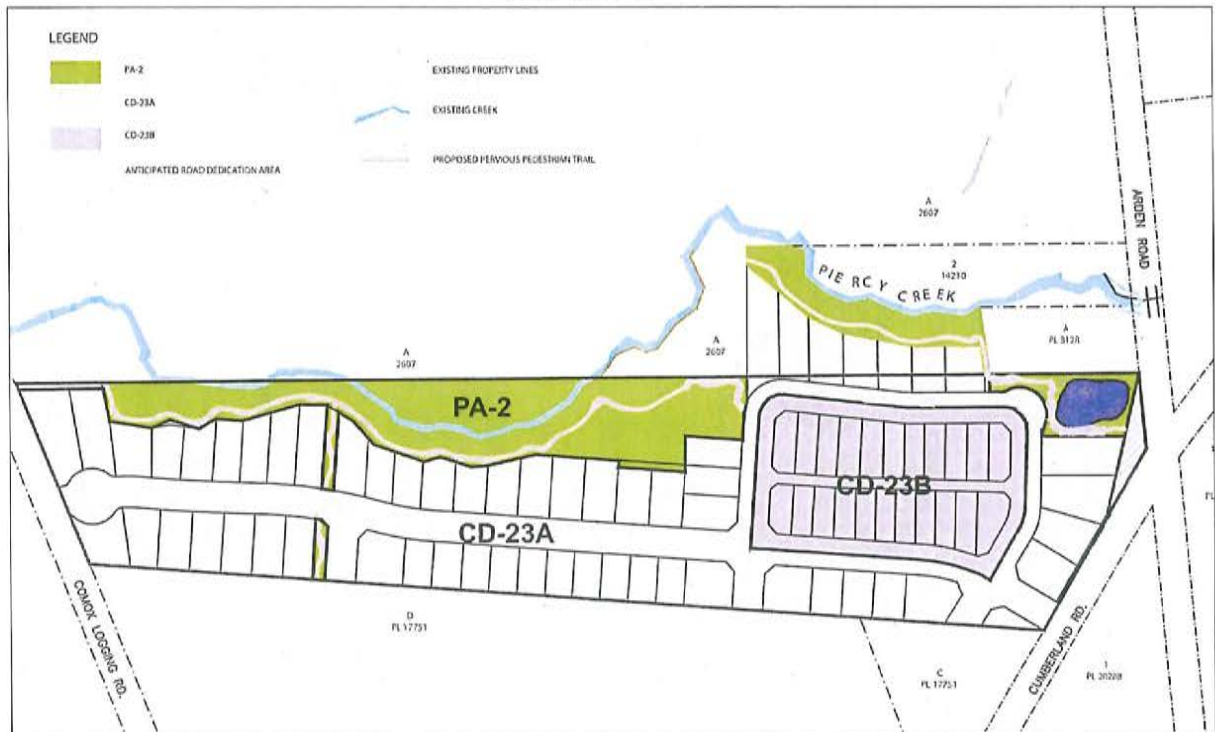 LEGEND
PA-2
CD-23A
CD-23B
ANTICIPATED ROAD DEDICATION AREA
EXISTING PROPERTY LINES
EXISTING CREEK
PROPOSED PERVIOUS PEDESTRIAN TRAIL
A
2607
ARDEN ROAD
2
14210
PIERCY CREEK
A
PL 3128
A
2607
A
2607
PA-2
CD-23B
CD-23A
COMOX LOGGING RD.
D
PL 17751
C
PL 17751
CUMBERLAND RD.
1